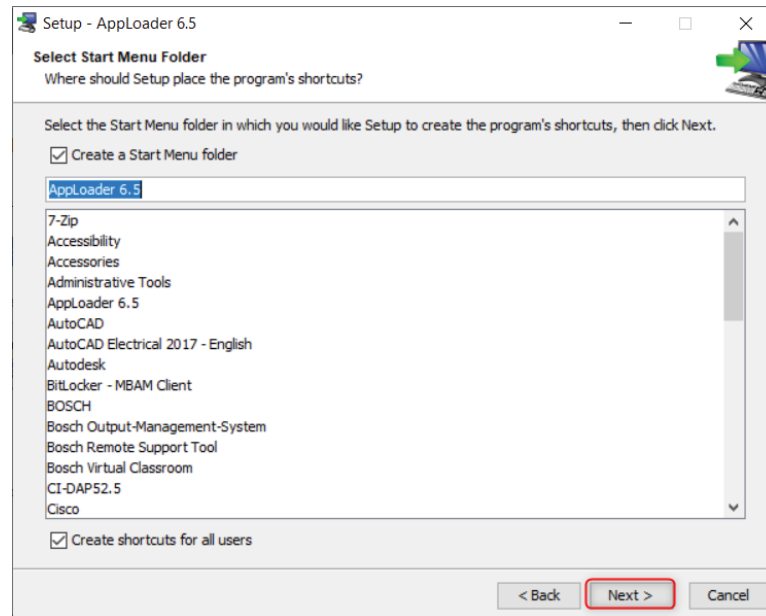 Setup - AppLoader 6.5
Select Start Menu Folder
Where should Setup place the program's shortcuts?
Select the Start Menu folder in which you would like Setup to create the program's shortcuts, then click Next.
Create a Start Menu folder
AppLoader 6.5
7-Zip
Accessibility
Accessories
Administrative Tools
AppLoader 6.5
AutoCAD
AutoCAD Electrical 2017 - English
Autodesk
BitLocker - MBAM Client
BOSCH
Bosch Output-Management-System
Bosch Remote Support Tool
Bosch Virtual Classroom
CI-DAP52.5
Cisco
Create shortcuts for all users
< Back Next > Cancel